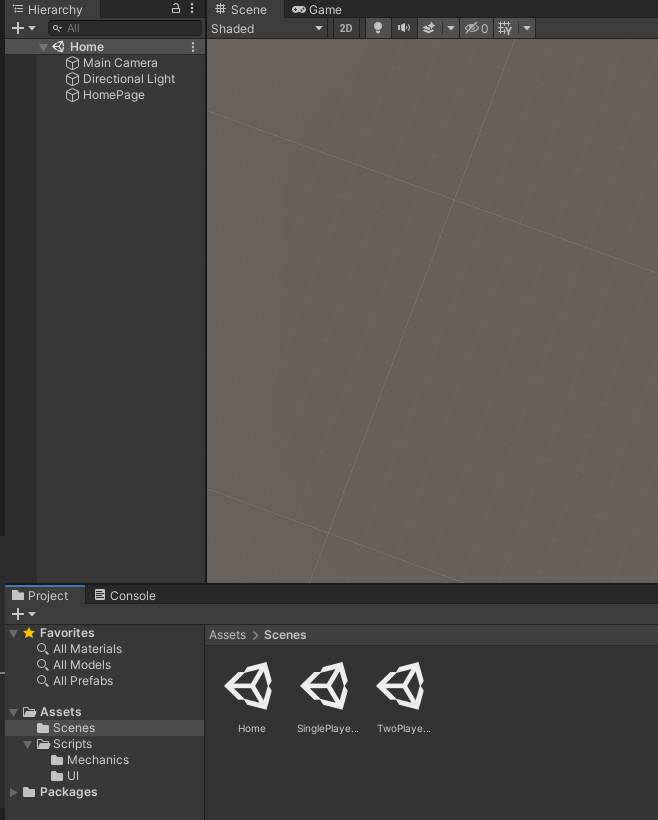 Hierarchy
All
Home
Main Camera
Directional Light
HomePage
Scene
Game
Shaded
2D
0
Project
Console
Favorites
All Materials
All Models
All Prefabs
Assets
Scenes
Scripts
Mechanics
UI
Packages
Assets > Scenes
Home
SinglePlaye...
TwoPlaye...